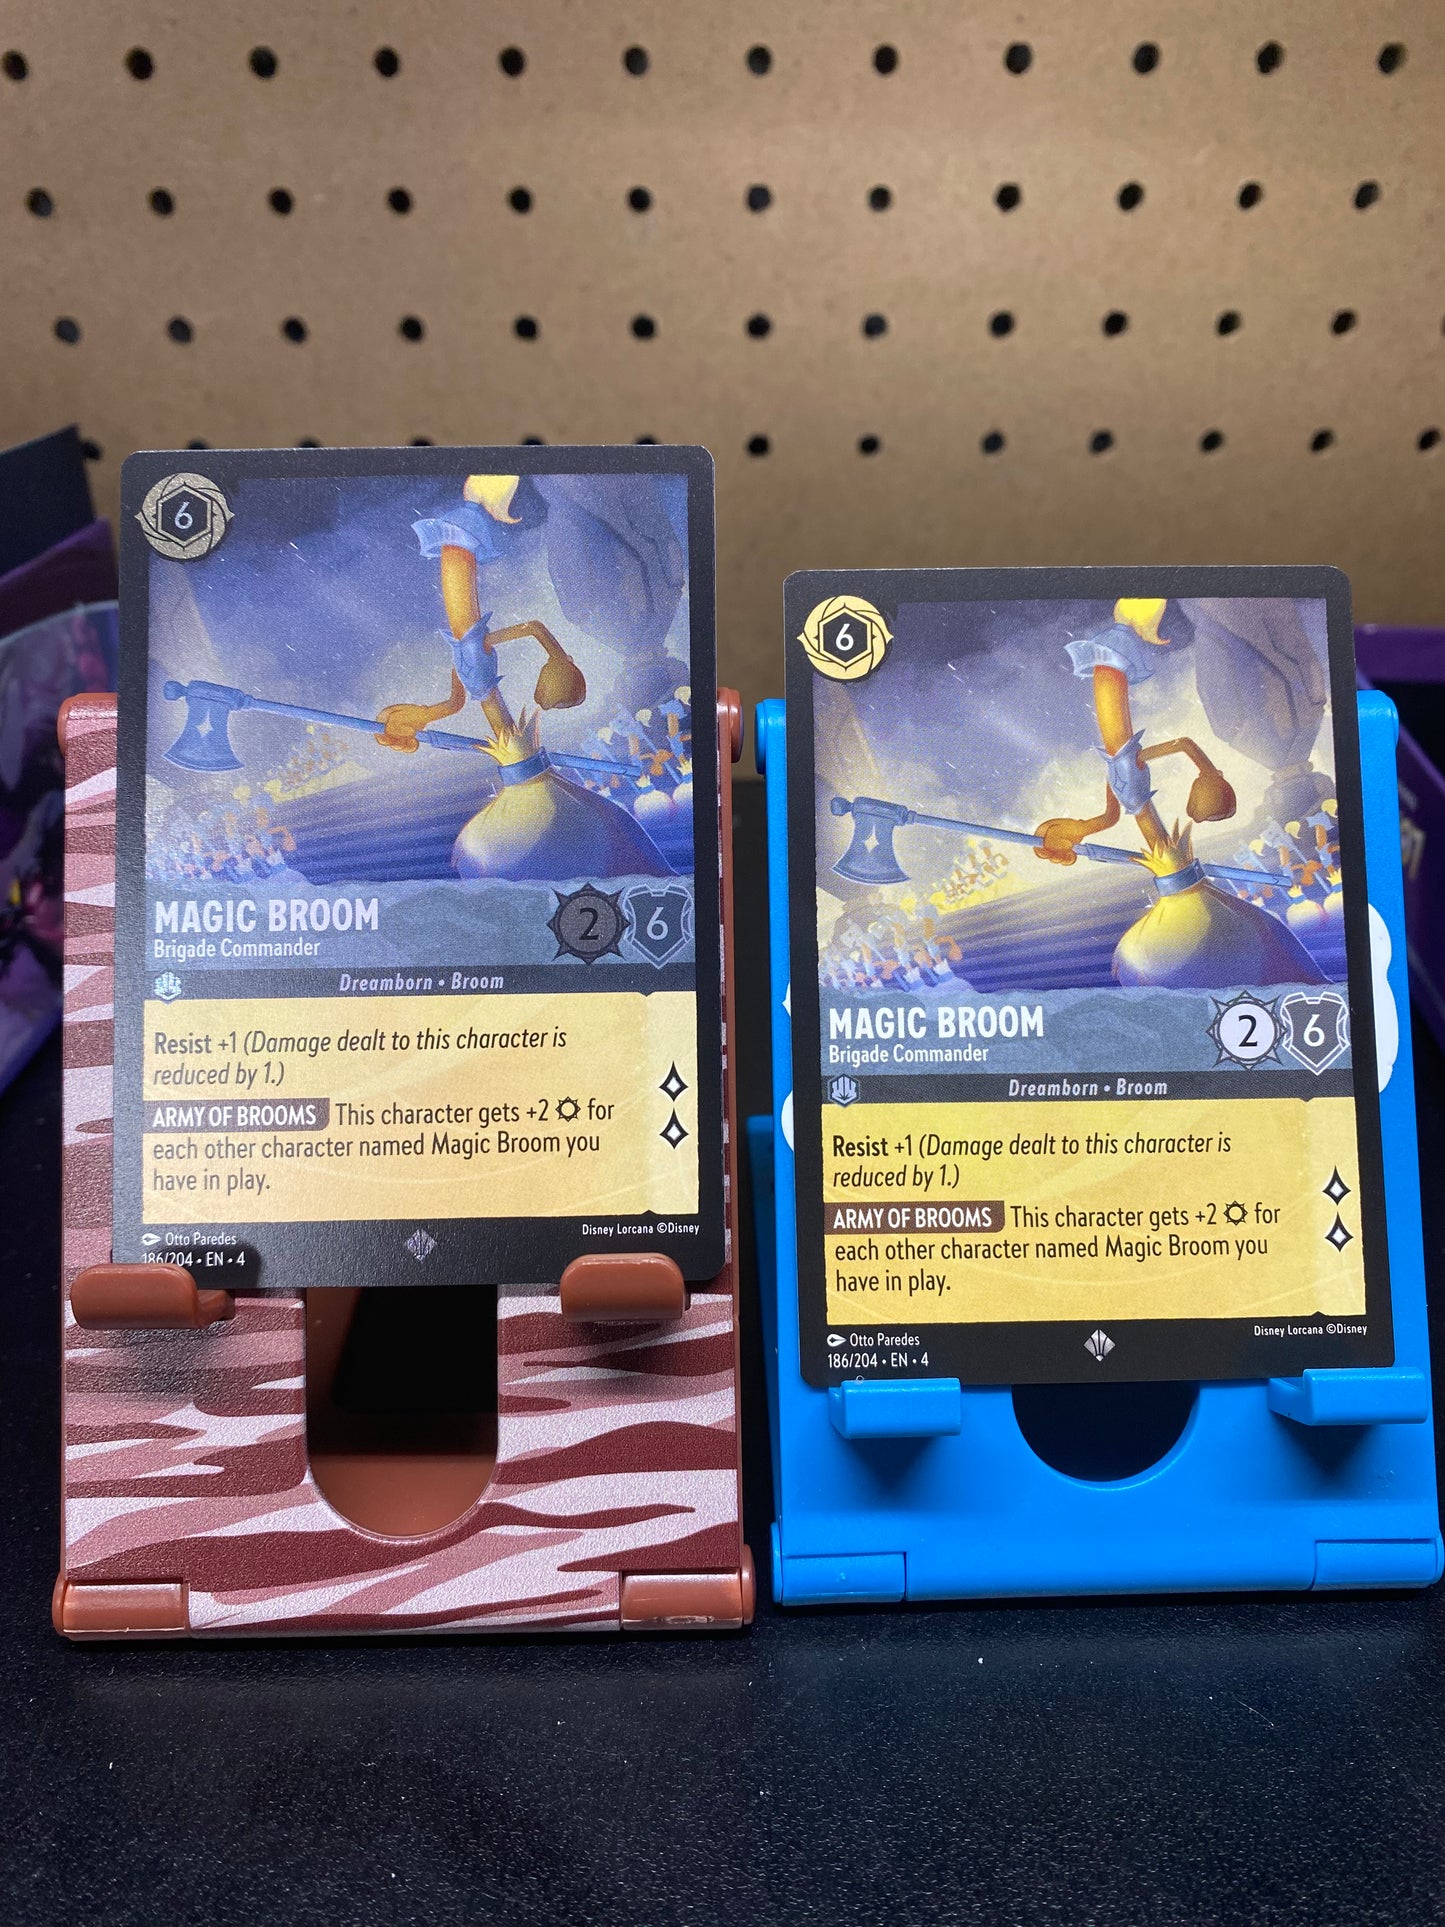 6
MAGIC BROOM
Brigade Commander
2 6
Dreamborn • Broom
Resist +1 (Damage dealt to this character is
reduced by 1.)
ARMY OF BROOMS This character gets +2 for
each other character named Magic Broom you
have in play.
Otto Paredes
Disney Lorcana ©Disney
186/204 • EN • 4
6
MAGIC BROOM
Brigade Commander
2 6
Dreamborn • Broom
Resist +1 (Damage dealt to this character is
reduced by 1.)
ARMY OF BROOMS This character gets +2 for
each other character named Magic Broom you
have in play.
Otto Paredes
Disney Lorcana ©Disney
186/204 • EN • 4